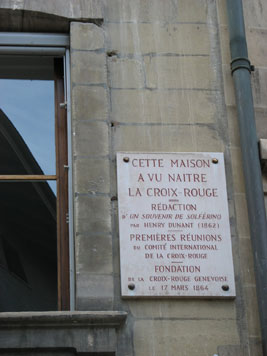 CETTE MAISON
A VU NAITRE
LA CROIX-ROUGE
RÉDACTION
D'UN SOUVENIR DE SOLFÉRINO
PAR HENRY DUNANT (1862)
PREMIÈRES RÉUNIONS
DU COMITÉ INTERNATIONAL
DE LA CROIX-ROUGE
FONDATION
DE LA CROIX-ROUGE GENEVOISE
LE 17 MARS 1864